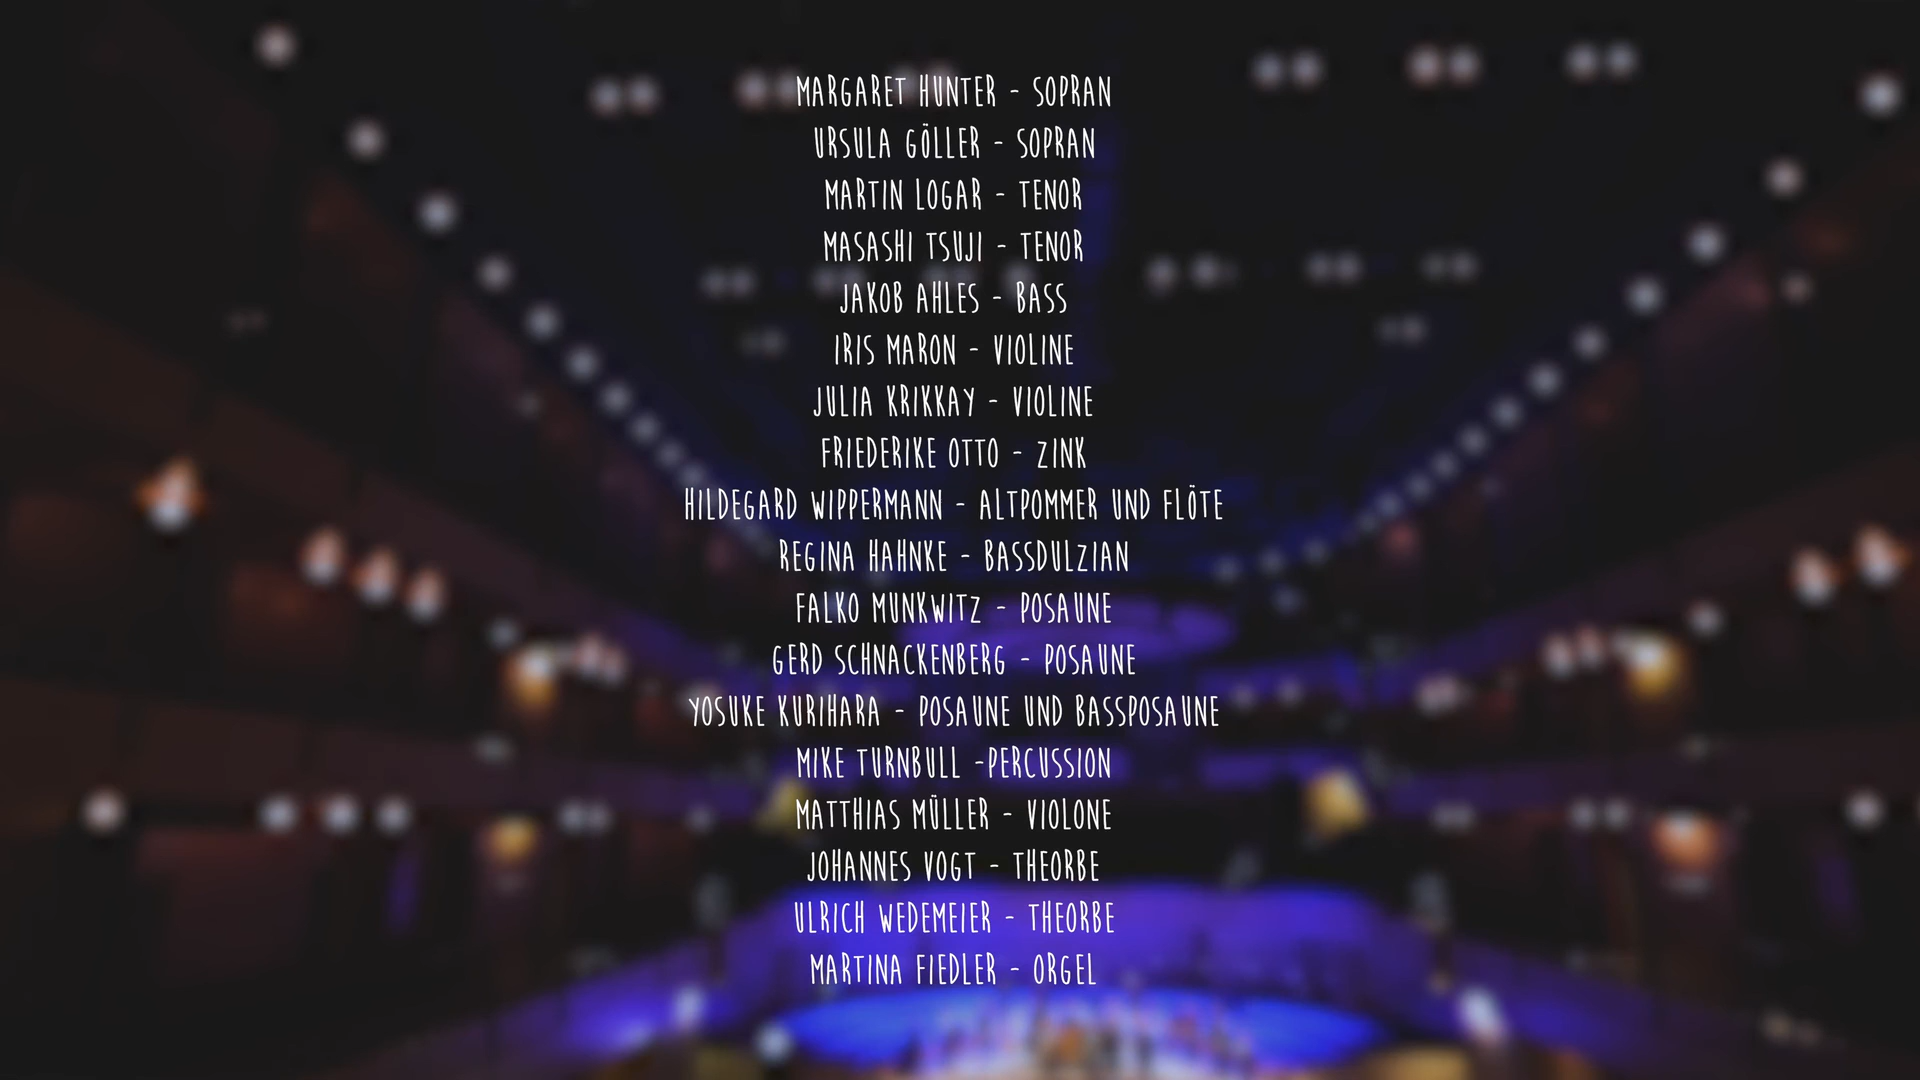 MARGARET HUNTER - SOPRAN
URSULA GÖLLER - SOPRAN
MARTIN LOGAR - TENOR
MASASHI TSUJI - TENOR
JAKOB AHLES - BASS
IRIS MARON - VIOLINE
JULIA KRIKKAY - VIOLINE
FRIEDERIKE OTTO - ZINK
HILDEGARD WIPPERMANN - ALTPOMMER UND FLÖTE
REGINA HAHNKE - BASSDULZIAN
FALKO MUNKWITZ - POSAUNE
GERD SCHNACKENBERG - POSAUNE
YOSUKE KURIHARA - POSAUNE UND BASSPOSAUNE
MIKE TURNBULL -PERCUSSION
MATTHIAS MÜLLER - VIOLONE
JOHANNES VOGT - THEORBE
ULRICH WEDEMEIER - THEORBE
MARTINA FIEDLER - ORGEL